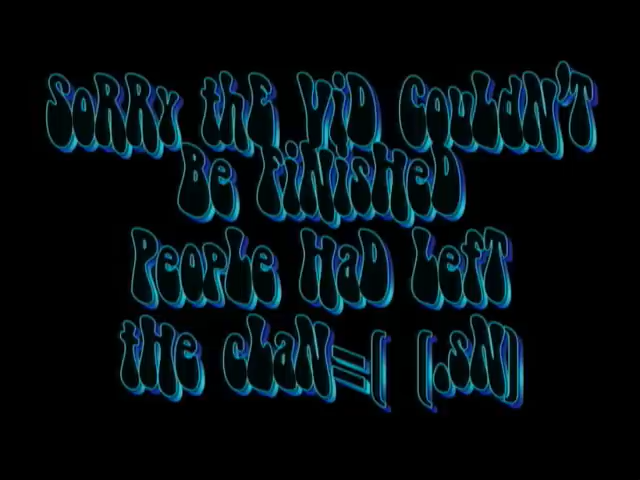 SoRRy thE ViD CouLdN'T
Be FiNisHeD
PeopLe HaD LefT
tHe cLaN=[ [.sN]